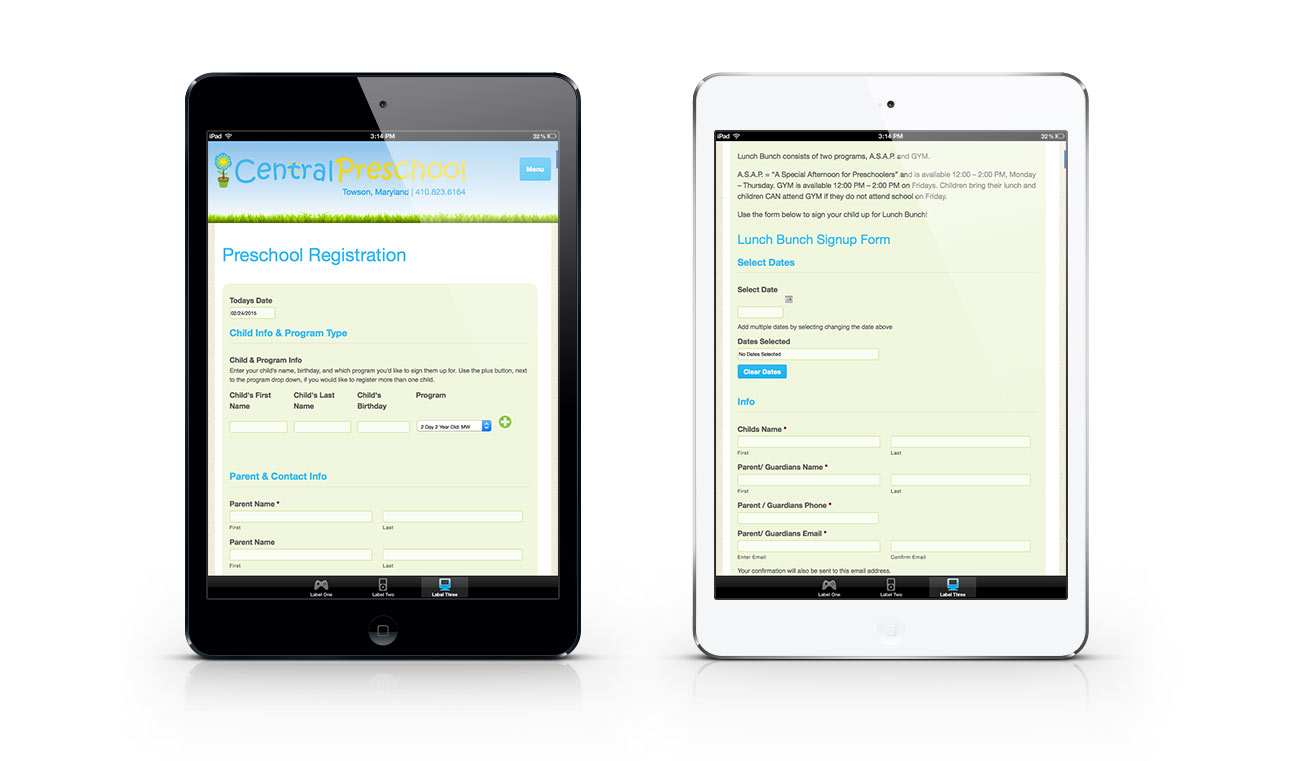 iPad 3:14 PM 32%
Central Preschool
Menu
Towson, Maryland | 410.823.6164
Preschool Registration
Todays Date
02/24/2015
Child Info & Program Type
Child & Program Info
Enter your child's name, birthday, and which program you'd like to sign them up for. Use the plus button, next
to the program drop down, if you would like to register more than one child.
Child's First Name
Child's Last Name
Child's Birthday
Program
2 Day 2 Year Old: MW
Parent & Contact Info
Parent Name *
First Last
Parent Name
First Last
Label One Label Two Label Three
iPad 3:14 PM 32%
Lunch Bunch consists of two programs, A.S.A.P. and GYM.
A.S.A.P. = “A Special Afternoon for Preschoolers” and is available 12:00 – 2:00 PM, Monday
– Thursday. GYM is available 12:00 PM – 2:00 PM on Fridays. Children bring their lunch and
children CAN attend GYM if they do not attend school on Friday.
Use the form below to sign your child up for Lunch Bunch!
Lunch Bunch Signup Form
Select Dates
Select Date
Add multiple dates by selecting changing the date above
Dates Selected
No Dates Selected
Clear Dates
Info
Childs Name *
First Last
Parent/ Guardians Name *
First Last
Parent / Guardians Phone *
Parent/ Guardians Email *
Enter Email Confirm Email
Your confirmation will also be sent to this email address.
Label One Label Two Label Three